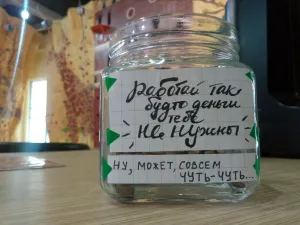 Работай так
будто деньги
тебе
не нужны
Ну, может, совсем
чуть-чуть...